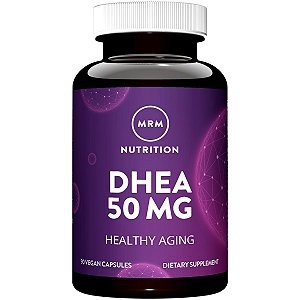 MRM
NUTRITION
DHEA
50 MG
HEALTHY AGING
VEGAN CAPSULES
DIETARY SUPPLEMENT